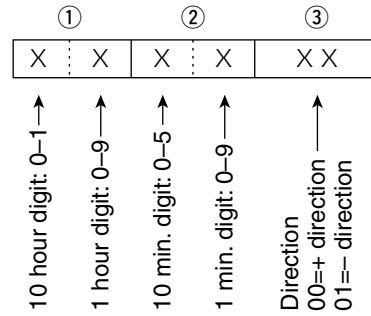 ① ② ③
X X X X X X
10 hour digit: 0–1
1 hour digit: 0–9
10 min. digit: 0–5
1 min. digit: 0–9
Direction
00=+ direction
01=– direction